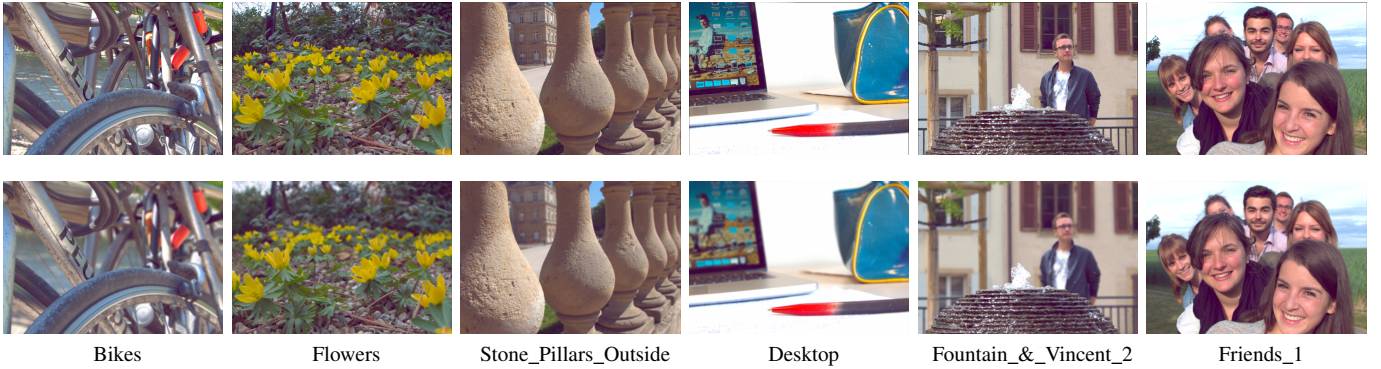 Bikes
Flowers
Stone_Pillars_Outside
Desktop
Fountain_&_Vincent_2
Friends_1